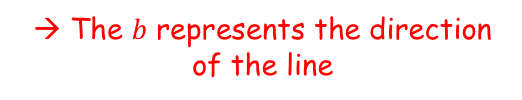 → The b represents the direction
of the line